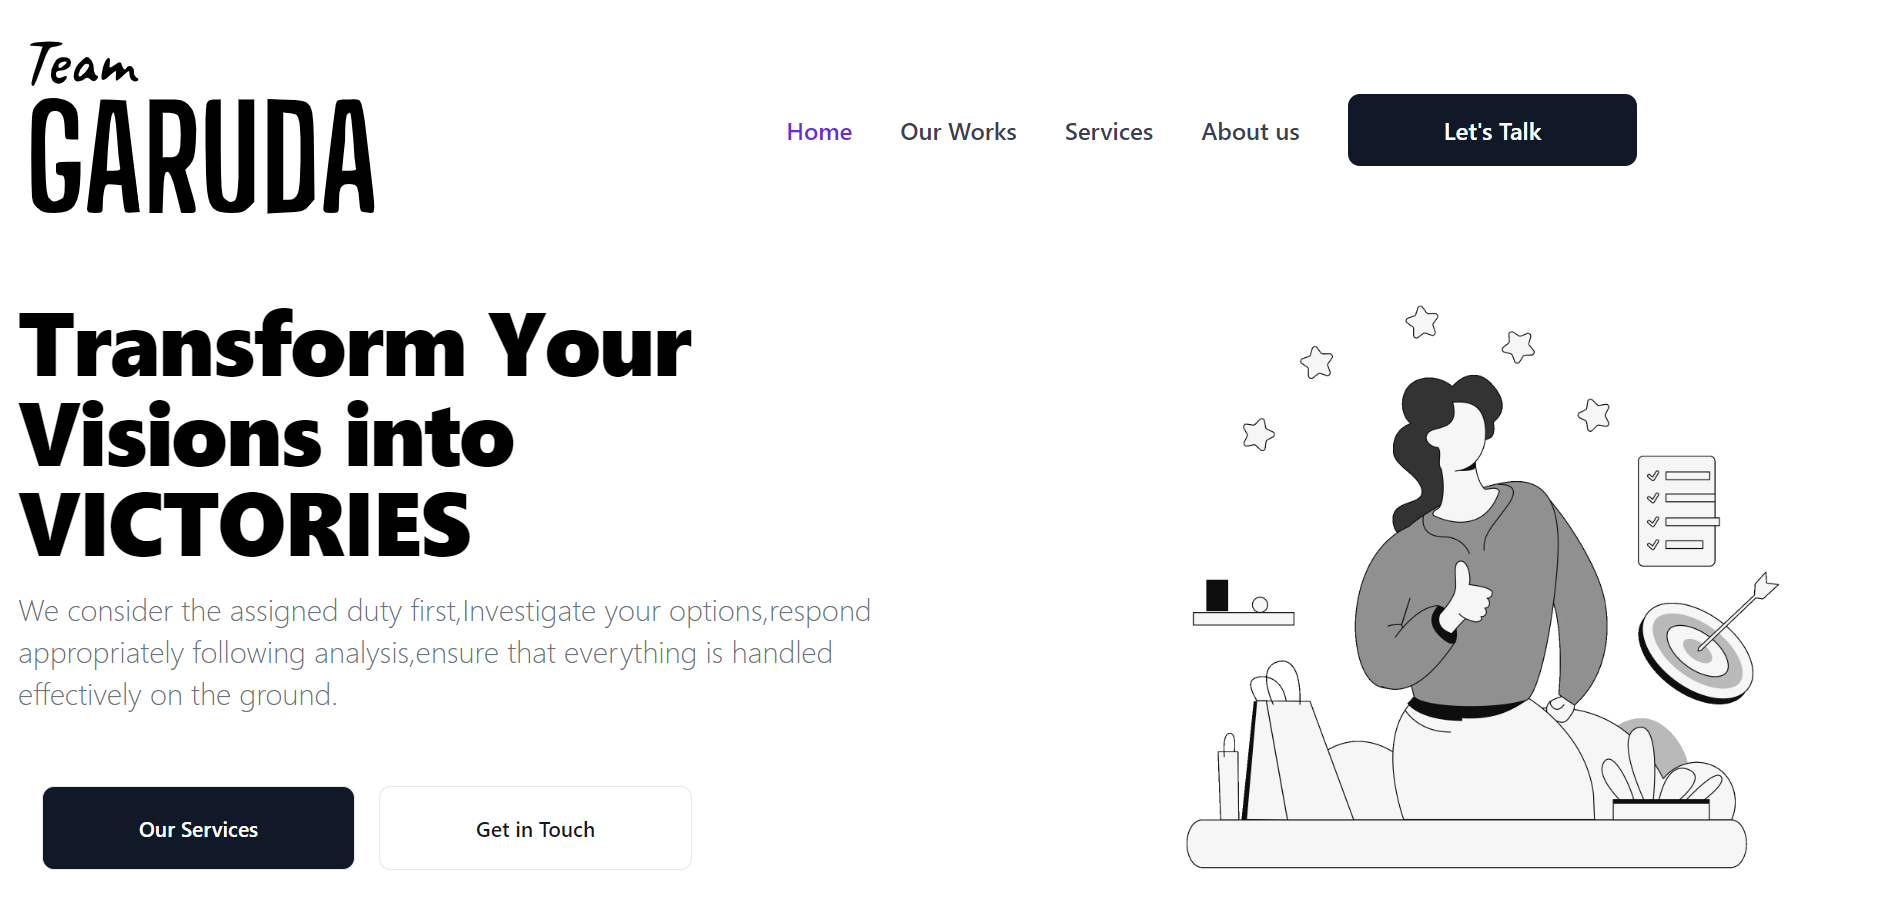 Team
GARUDA
Home
Our Works
Services
About us
Let's Talk
Transform Your
Visions into
VICTORIES
We consider the assigned duty first,Investigate your options,respond
appropriately following analysis,ensure that everything is handled
effectively on the ground.
Our Services
Get in Touch